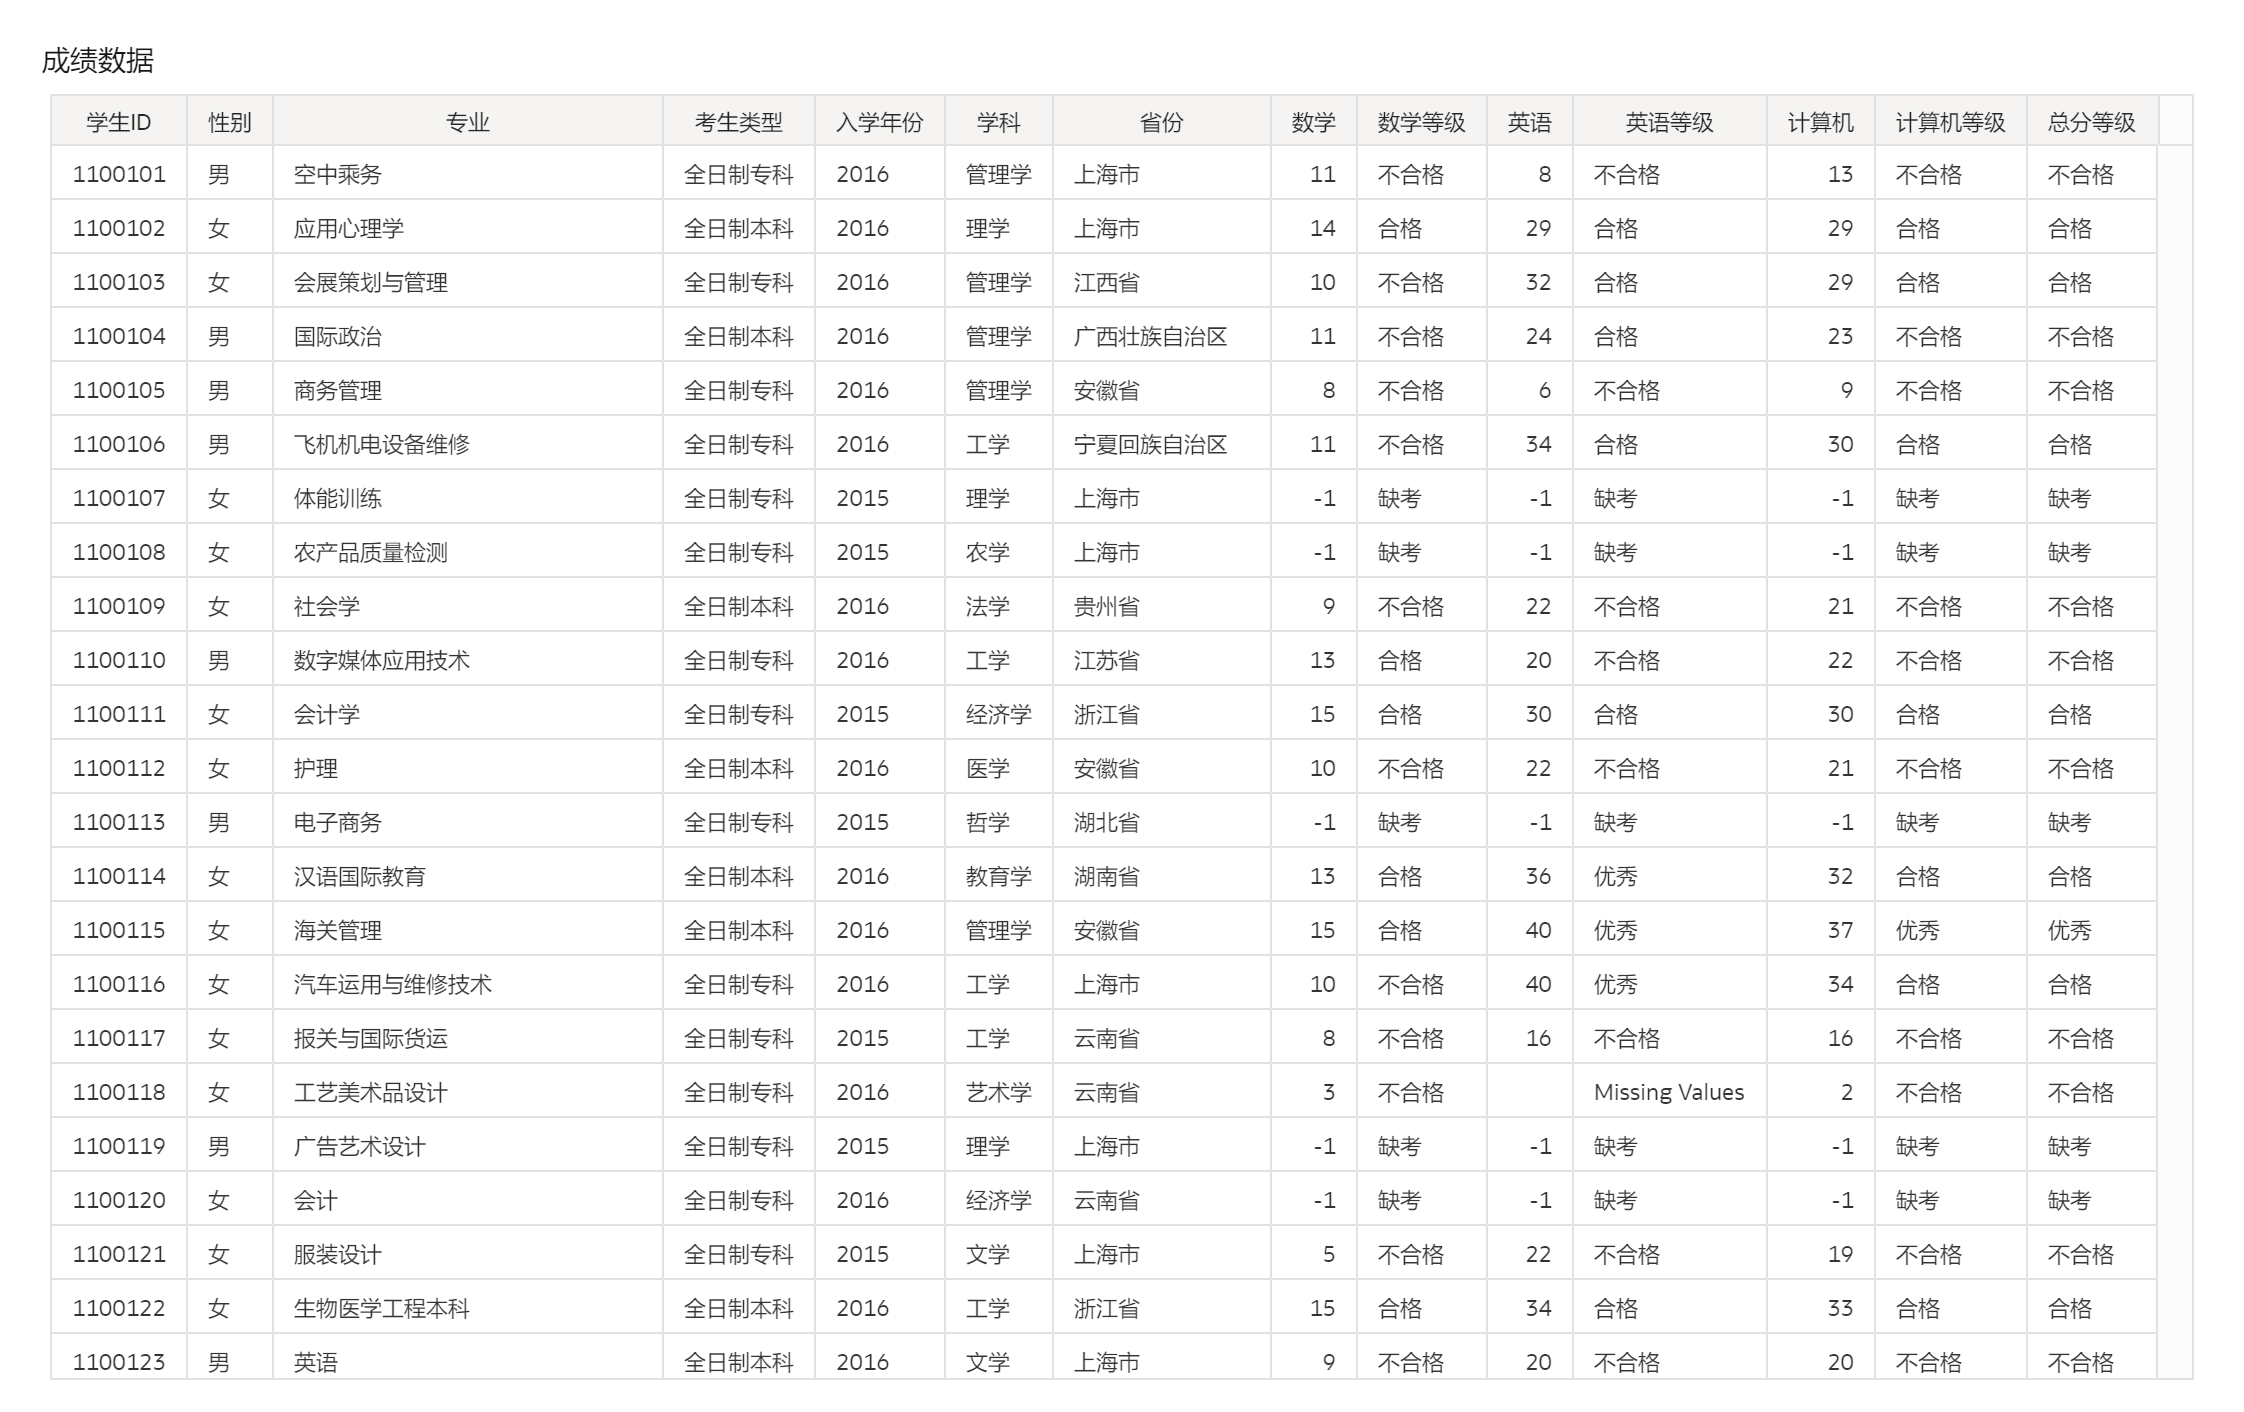 成绩数据
学生ID 性别 专业 考生类型 入学年份 学科 省份 数学 数学等级 英语 英语等级 计算机 计算机等级 总分等级
1100101 男 空中乘务 全日制专科 2016 管理学 上海市 11 不合格 8 不合格 13 不合格 不合格
1100102 女 应用心理学 全日制本科 2016 理学 上海市 14 合格 29 合格 29 合格 合格
1100103 女 会展策划与管理 全日制专科 2016 管理学 江西省 10 不合格 32 合格 29 合格 合格
1100104 男 国际政治 全日制本科 2016 管理学 广西壮族自治区 11 不合格 24 合格 23 不合格 不合格
1100105 男 商务管理 全日制专科 2016 管理学 安徽省 8 不合格 6 不合格 9 不合格 不合格
1100106 男 飞机机电设备维修 全日制专科 2016 工学 宁夏回族自治区 11 不合格 34 合格 30 合格 合格
1100107 女 体能训练 全日制专科 2015 理学 上海市 -1 缺考 -1 缺考 -1 缺考 缺考
1100108 女 农产品质量检测 全日制专科 2015 农学 上海市 -1 缺考 -1 缺考 -1 缺考 缺考
1100109 女 社会学 全日制本科 2016 法学 贵州省 9 不合格 22 不合格 21 不合格 不合格
1100110 男 数字媒体应用技术 全日制专科 2016 工学 江苏省 13 合格 20 不合格 22 不合格 不合格
1100111 女 会计学 全日制专科 2015 经济学 浙江省 15 合格 30 合格 30 合格 合格
1100112 女 护理 全日制本科 2016 医学 安徽省 10 不合格 22 不合格 21 不合格 不合格
1100113 男 电子商务 全日制专科 2015 哲学 湖北省 -1 缺考 -1 缺考 -1 缺考 缺考
1100114 女 汉语国际教育 全日制本科 2016 教育学 湖南省 13 合格 36 优秀 32 合格 合格
1100115 女 海关管理 全日制本科 2016 管理学 安徽省 15 合格 40 优秀 37 优秀 优秀
1100116 女 汽车运用与维修技术 全日制专科 2016 工学 上海市 10 不合格 40 优秀 34 合格 合格
1100117 女 报关与国际货运 全日制专科 2015 工学 云南省 8 不合格 16 不合格 16 不合格 不合格
1100118 女 工艺美术品设计 全日制专科 2016 艺术学 云南省 3 不合格 Missing Values 2 不合格 不合格
1100119 男 广告艺术设计 全日制专科 2015 理学 上海市 -1 缺考 -1 缺考 -1 缺考 缺考
1100120 女 会计 全日制专科 2016 经济学 云南省 -1 缺考 -1 缺考 -1 缺考 缺考
1100121 女 服装设计 全日制专科 2015 文学 上海市 5 不合格 22 不合格 19 不合格 不合格
1100122 女 生物医学工程本科 全日制本科 2016 工学 浙江省 15 合格 34 合格 33 合格 合格
1100123 男 英语 全日制本科 2016 文学 上海市 9 不合格 20 不合格 20 不合格 不合格